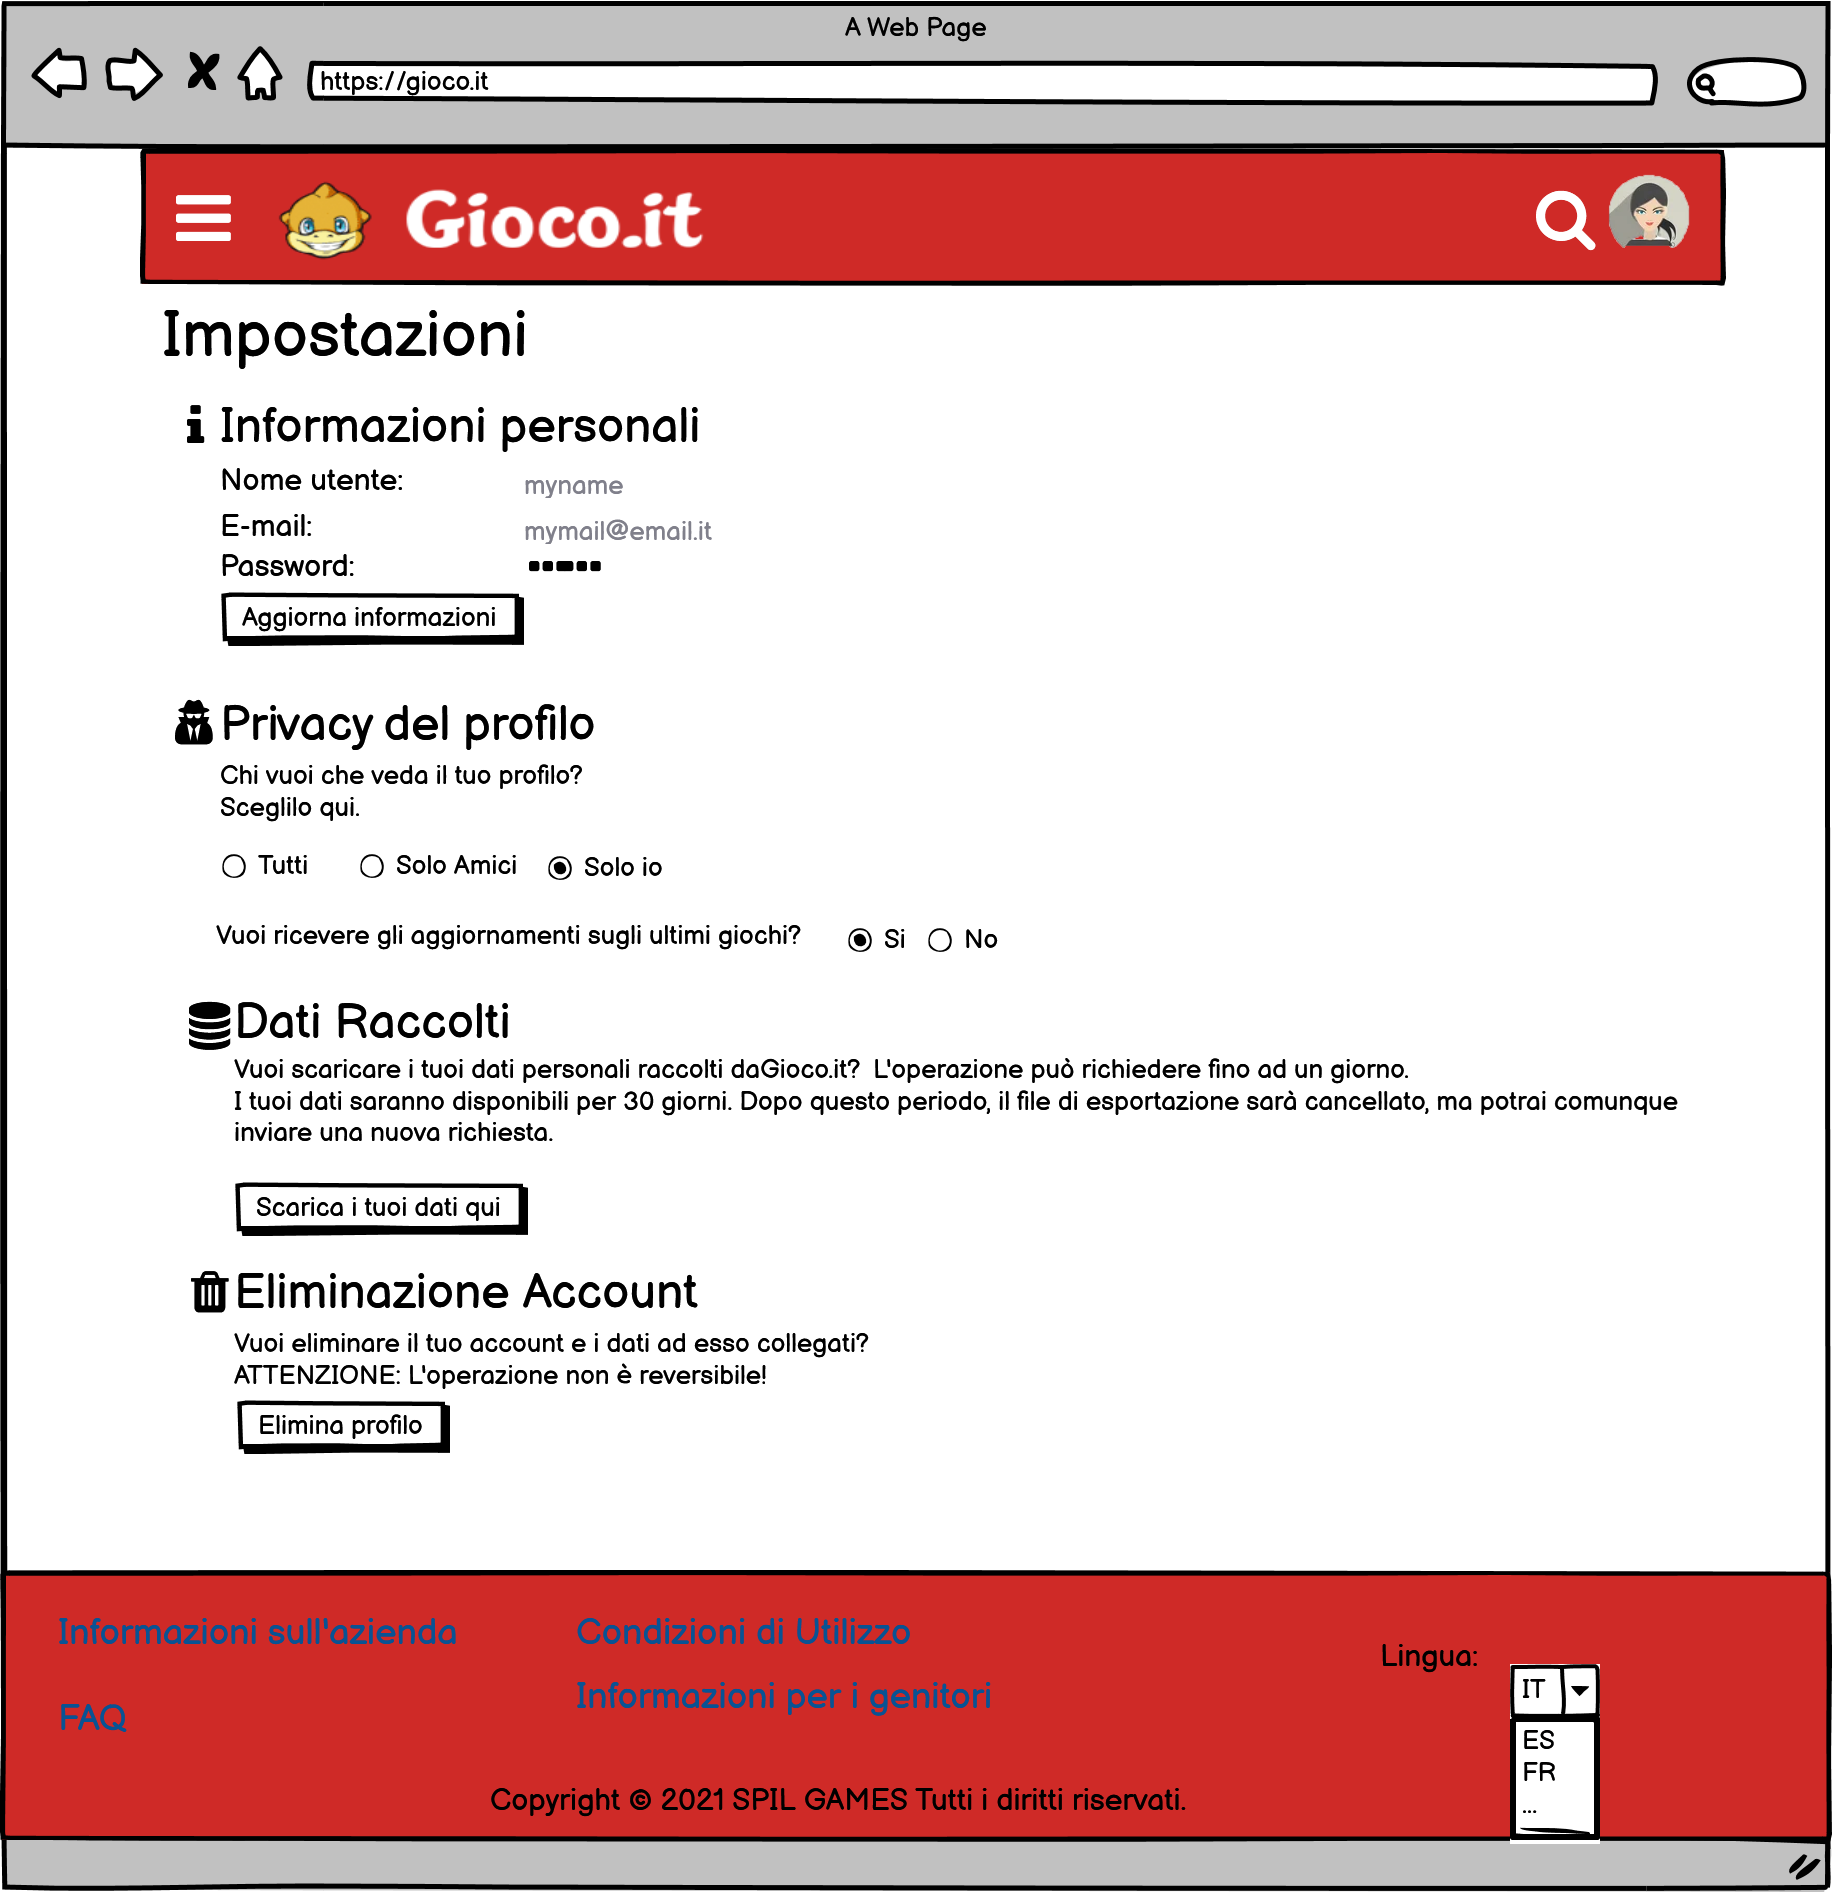 A Web Page
https://gioco.it
Gioco.it
Impostazioni
Informazioni personali
Nome utente: myname
E-mail: mymail@email.it
Password:
Aggiorna informazioni
Privacy del profilo
Chi vuoi che veda il tuo profilo?
Sceglilo qui.
Tutti Solo Amici Solo io
Vuoi ricevere gli aggiornamenti sugli ultimi giochi? Si No
Dati Raccolti
Vuoi scaricare i tuoi dati personali raccolti daGioco.it? L'operazione può richiedere fino ad un giorno.
I tuoi dati saranno disponibili per 30 giorni. Dopo questo periodo, il file di esportazione sarà cancellato, ma potrai comunque
inviare una nuova richiesta.
Scarica i tuoi dati qui
Eliminazione Account
Vuoi eliminare il tuo account e i dati ad esso collegati?
ATTENZIONE: L'operazione non è reversibile!
Elimina profilo
Informazioni sull'azienda
FAQ
Condizioni di Utilizzo
Informazioni per i genitori
Lingua:
IT
ES
FR
...
Copyright © 2021 SPIL GAMES Tutti i diritti riservati.